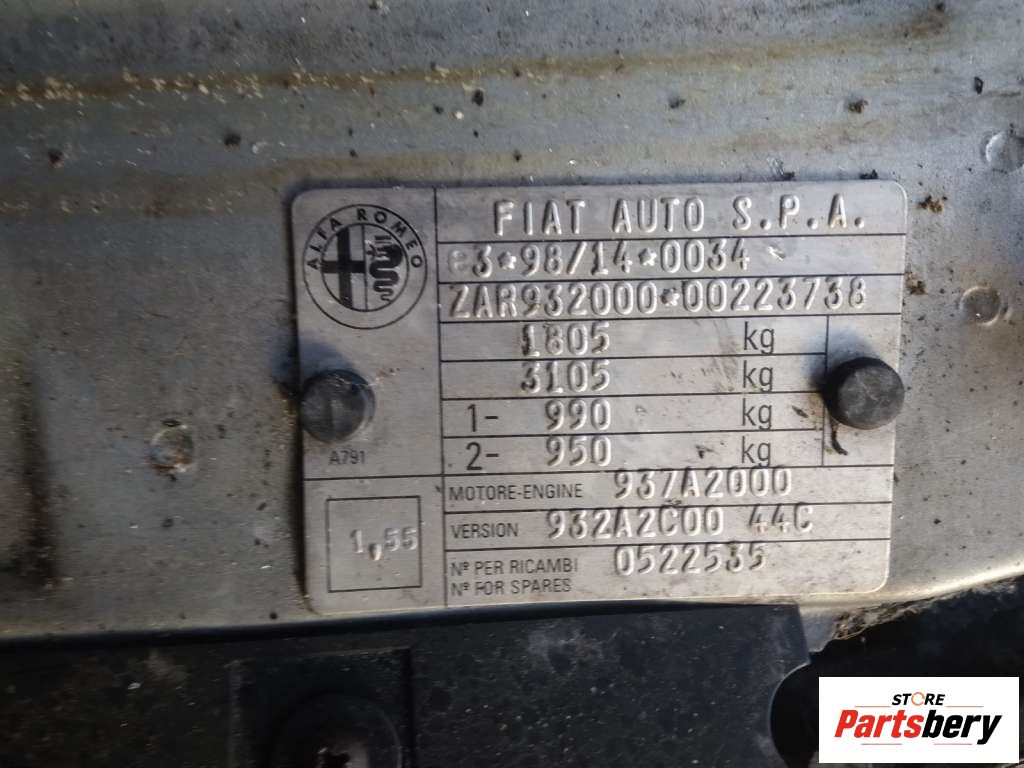 ALFA ROMEO
FIAT AUTO S.P.A.
e3*98/14*0034
ZAR932000*00223738
1805 kg
3105 kg
1- 990 kg
2- 950 kg
A791
MOTORE-ENGINE 937A2000
VERSION 932A2C00 44C
1,55
Nº PER RICAMBI 0522535
Nº FOR SPARES
STORE
Partsbery